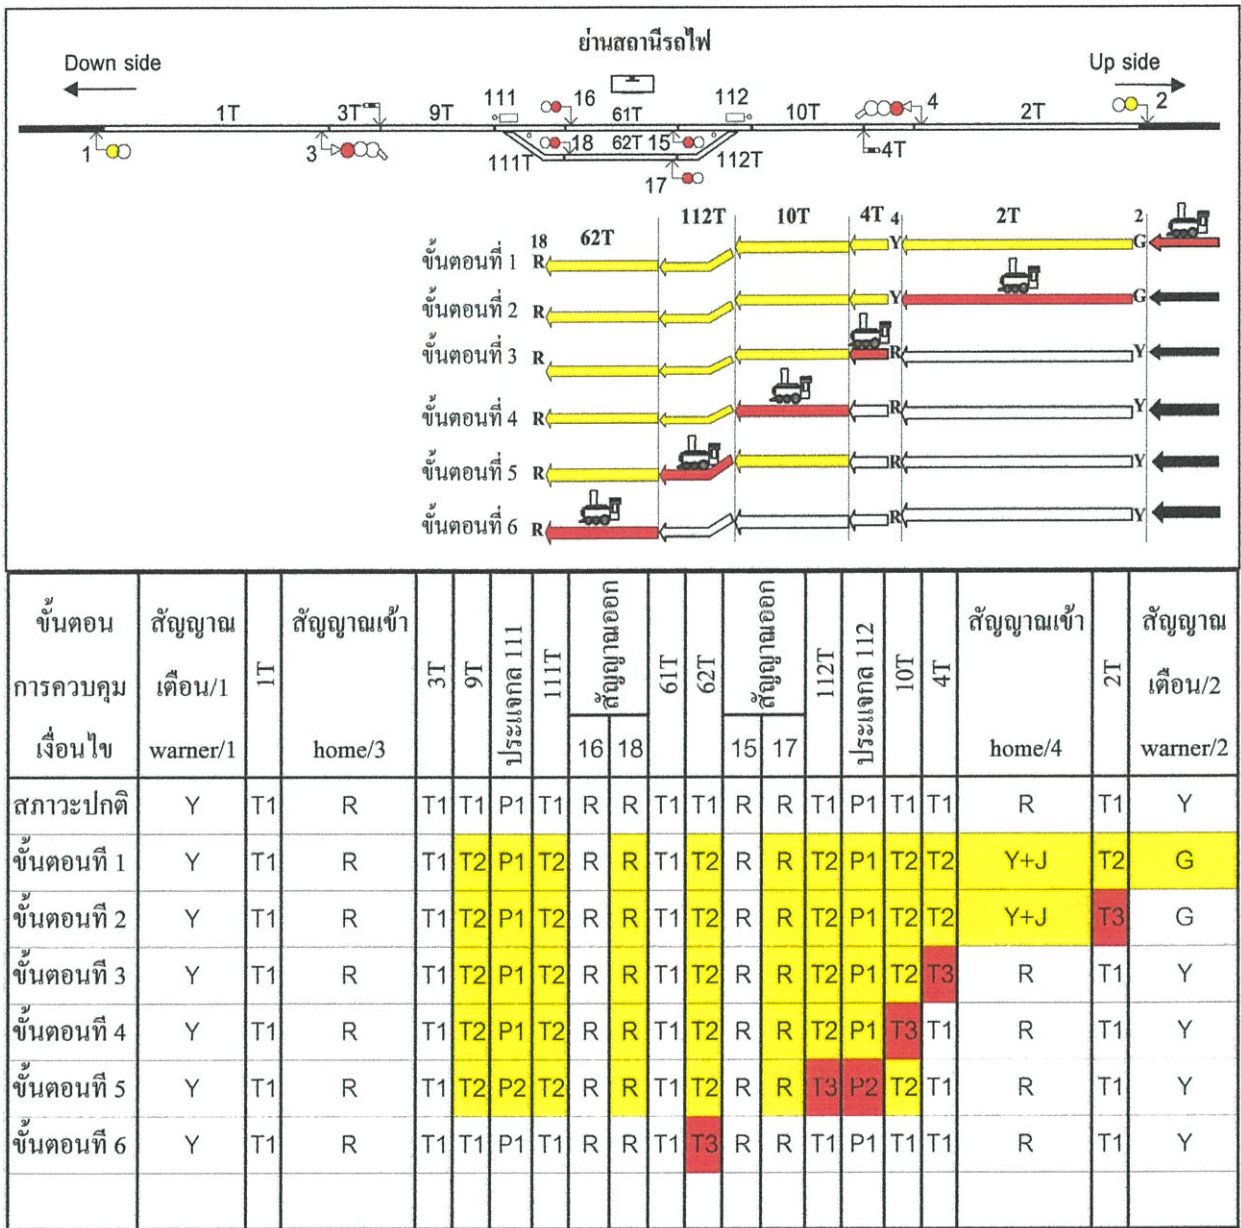 ย่านสถานีรถไฟ
Down side
Up side
1T 3T 9T 111 16 61T 112 10T 4 2T 2
1 3 111T 18 62T 15 112T 4T
17
18 62T 112T 10T 4T 4 2T 2
ขั้นตอนที่ 1 R Y G
ขั้นตอนที่ 2 R Y G
ขั้นตอนที่ 3 R R Y
ขั้นตอนที่ 4 R R Y
ขั้นตอนที่ 5 R R Y
ขั้นตอนที่ 6 R R Y
ขั้นตอน การควบคุม เงื่อนไข
สัญญาณ เตือน/1 warner/1
1T
สัญญาณเข้า home/3
3T
9T
ประแจกล 111
111T
สัญญาณออก
16 18
61T
62T
สัญญาณออก
15 17
112T
ประแจกล 112
10T
4T
สัญญาณเข้า home/4
2T
สัญญาณ เตือน/2 warner/2
สภาวะปกติ Y T1 R T1 T1 P1 T1 R R T1 T1 R R T1 P1 T1 T1 R T1 Y
ขั้นตอนที่ 1 Y T1 R T1 T2 P1 T2 R R T1 T2 R R T2 P1 T2 T2 Y+J T2 G
ขั้นตอนที่ 2 Y T1 R T1 T2 P1 T2 R R T1 T2 R R T2 P1 T2 T2 Y+J T3 G
ขั้นตอนที่ 3 Y T1 R T1 T2 P1 T2 R R T1 T2 R R T2 P1 T2 T3 R T1 Y
ขั้นตอนที่ 4 Y T1 R T1 T2 P1 T2 R R T1 T2 R R T2 P1 T3 T1 R T1 Y
ขั้นตอนที่ 5 Y T1 R T1 T2 P2 T2 R R T1 T2 R R T3 P2 T2 T1 R T1 Y
ขั้นตอนที่ 6 Y T1 R T1 T1 P1 T1 R R T1 T3 R R T1 P1 T1 T1 R T1 Y